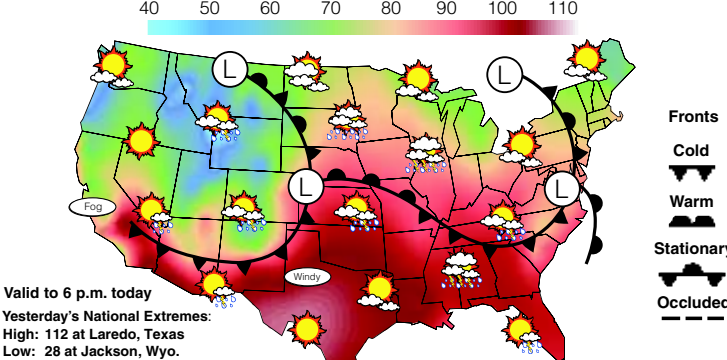 40 50 60 70 80 90 100 110
L
L
Fronts
Cold
L
L
Warm
Fog
Stationary
Windy
Valid to 6 p.m. today
Occluded
Yesterday's National Extremes:
High: 112 at Laredo, Texas
Low: 28 at Jackson, Wyo.